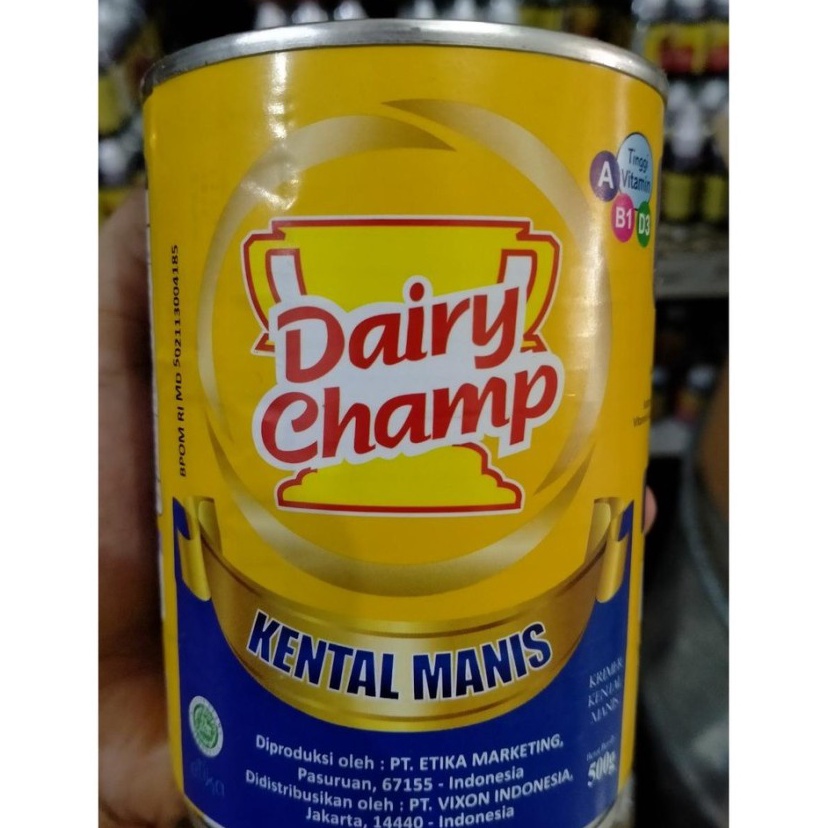 Tinggi
Vitamin
A
B1
D3
BPOM RI MD 502113004185
Dairy
Champ
KENTAL MANIS
KRIMER
KENTAL
MANIS
500g
Diproduksi oleh : PT. ETIKA MARKETING,
Pasuruan, 67155 - Indonesia
Didistribusikan oleh : PT. VIXON INDONESIA,
Jakarta, 14440 - Indonesia